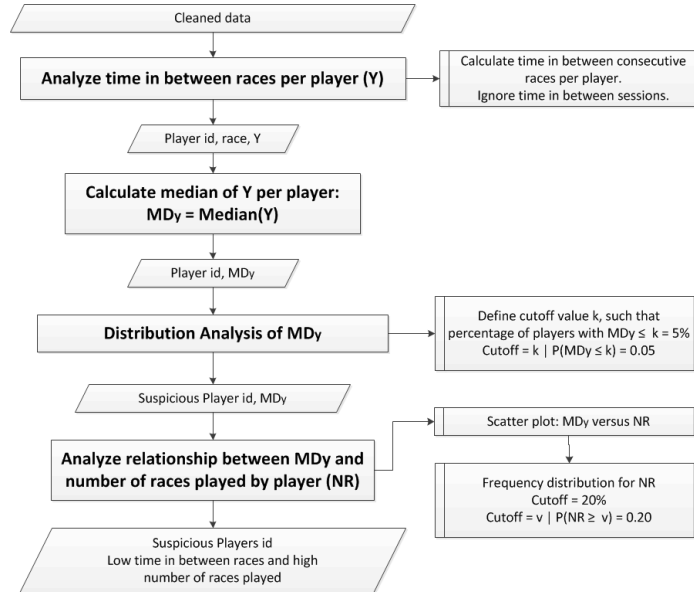 Cleaned data
Analyze time in between races per player (Y)
Calculate time in between consecutive
races per player.
Ignore time in between sessions.
Player id, race, Y
Calculate median of Y per player:
MDy = Median(Y)
Player id, MDy
Distribution Analysis of MDy
Define cutoff value k, such that
percentage of players with MDy ≤ k = 5%
Cutoff = k | P(MDy ≤ k) = 0.05
Suspicious Player id, MDy
Analyze relationship between MDy and
number of races played by player (NR)
Scatter plot: MDy versus NR
Frequency distribution for NR
Cutoff = 20%
Cutoff = v | P(NR ≥ v) = 0.20
Suspicious Players id
Low time in between races and high
number of races played